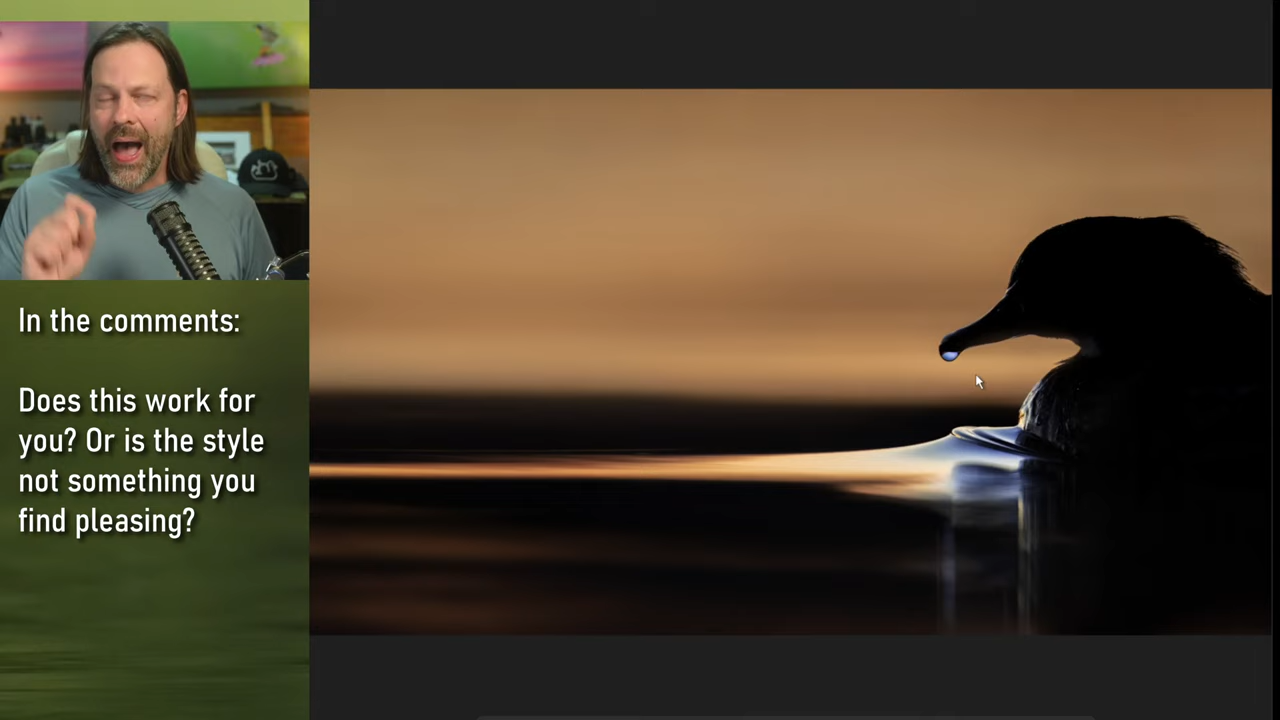 In the comments:
Does this work for
you? Or is the style
not something you
find pleasing?